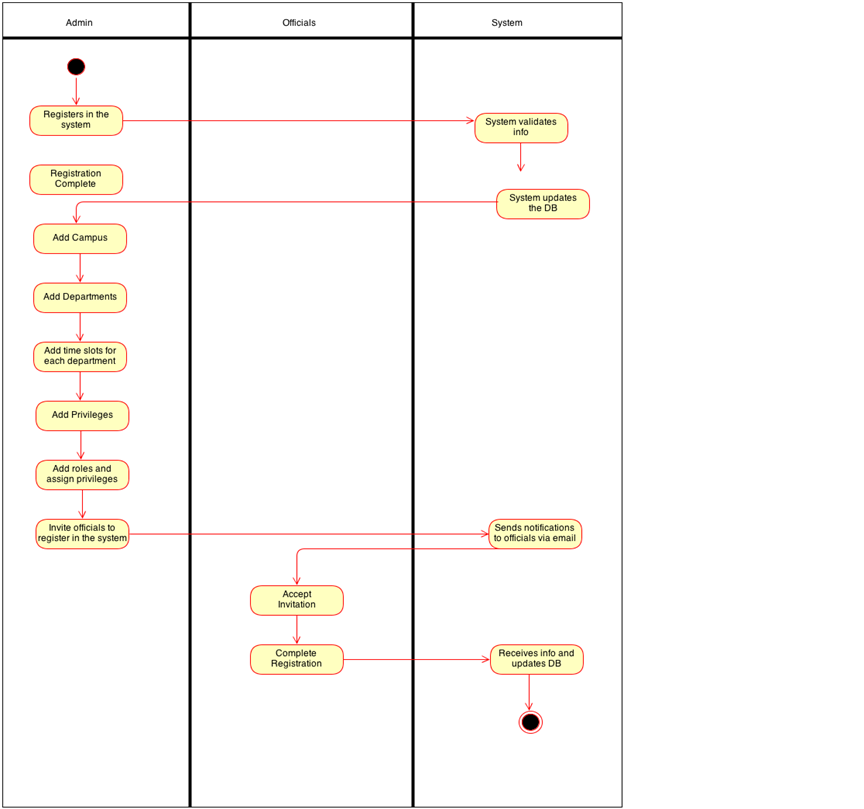 Admin
Officials
System
Registers in the
system
System validates
info
Registration
Complete
System updates
the DB
Add Campus
Add Departments
Add time slots for
each department
Add Privileges
Add roles and
assign privileges
Invite officials to
register in the system
Sends notifications
to officials via email
Accept
Invitation
Complete
Registration
Receives info and
updates DB